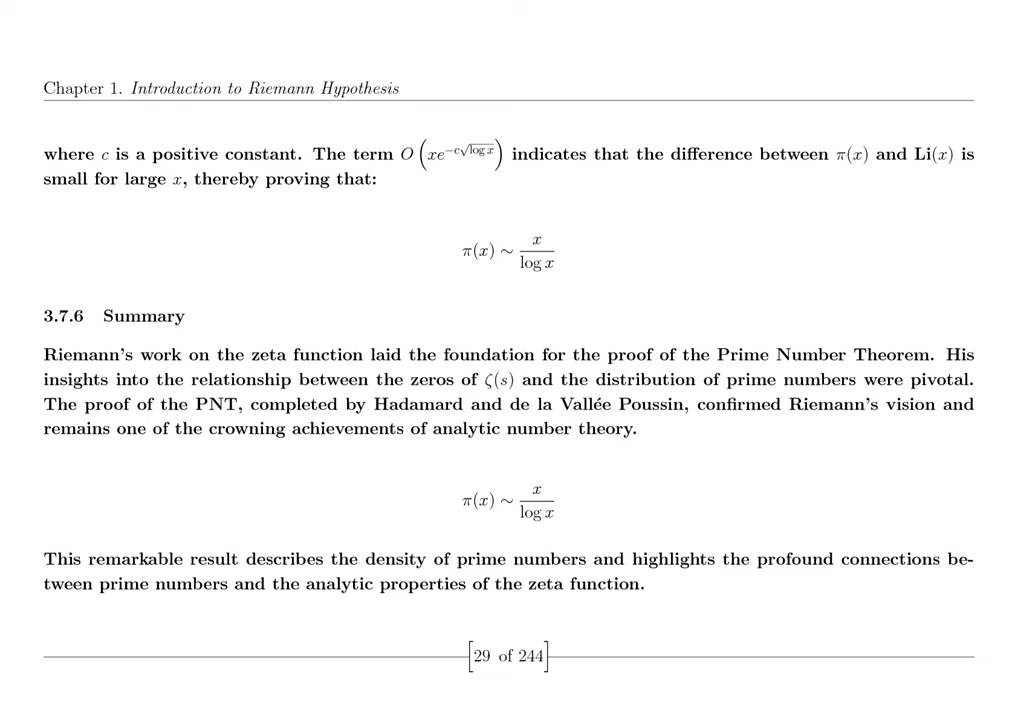 Chapter 1. Introduction to Riemann Hypothesis
where c is a positive constant. The term O(xe^{−c√log x}) indicates that the difference between π(x) and Li(x) is
small for large x, thereby proving that:
π(x) ∼ x / log x
3.7.6 Summary
Riemann's work on the zeta function laid the foundation for the proof of the Prime Number Theorem. His
insights into the relationship between the zeros of ζ(s) and the distribution of prime numbers were pivotal.
The proof of the PNT, completed by Hadamard and de la Vallée Poussin, confirmed Riemann's vision and
remains one of the crowning achievements of analytic number theory.
π(x) ∼ x / log x
This remarkable result describes the density of prime numbers and highlights the profound connections be-
tween prime numbers and the analytic properties of the zeta function.
[29 of 244]